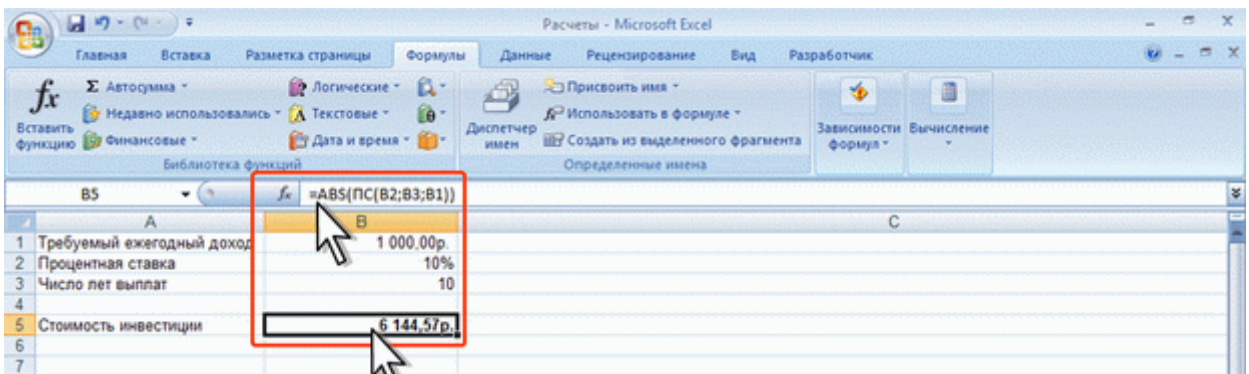 Расчеты - Microsoft Excel
Главная Вставка Разметка страницы Формулы Данные Рецензирование Вид Разработчик
fx Вставить функцию
Σ Автосумма
Недавно использовались
Финансовые
Логические
Текстовые
Дата и время
Библиотека функций
Диспетчер имен
Присвоить имя
Использовать в формуле
Создать из выделенного фрагмента
Определенные имена
Зависимости формул
Вычисление
B5 fx =ABS(ПС(B2;B3;B1))
A B C
1 Требуемый ежегодный доход 1 000,00р.
2 Процентная ставка 10%
3 Число лет выплат 10
4
5 Стоимость инвестиции 6 144,57р.
6
7